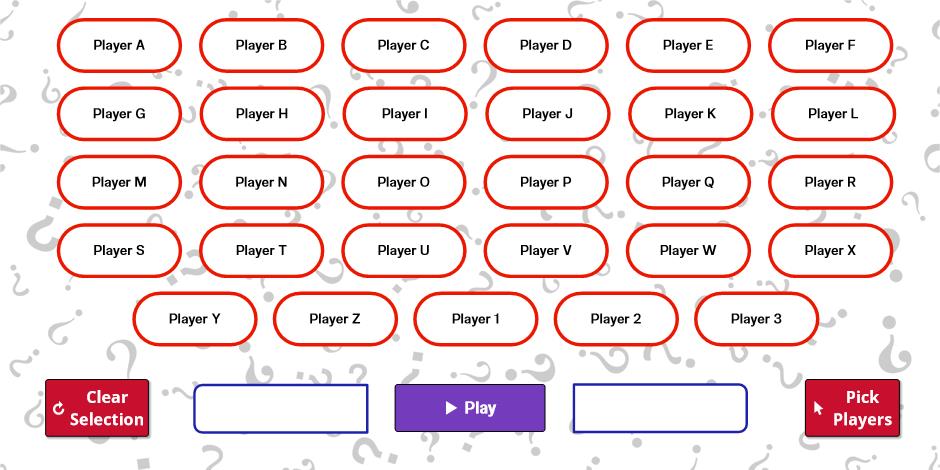 Player A
Player B
Player C
Player D
Player E
Player F
Player G
Player H
Player I
Player J
Player K
Player L
Player M
Player N
Player O
Player P
Player Q
Player R
Player S
Player T
Player U
Player V
Player W
Player X
Player Y
Player Z
Player 1
Player 2
Player 3
Clear
Selection
Play
Pick
Players